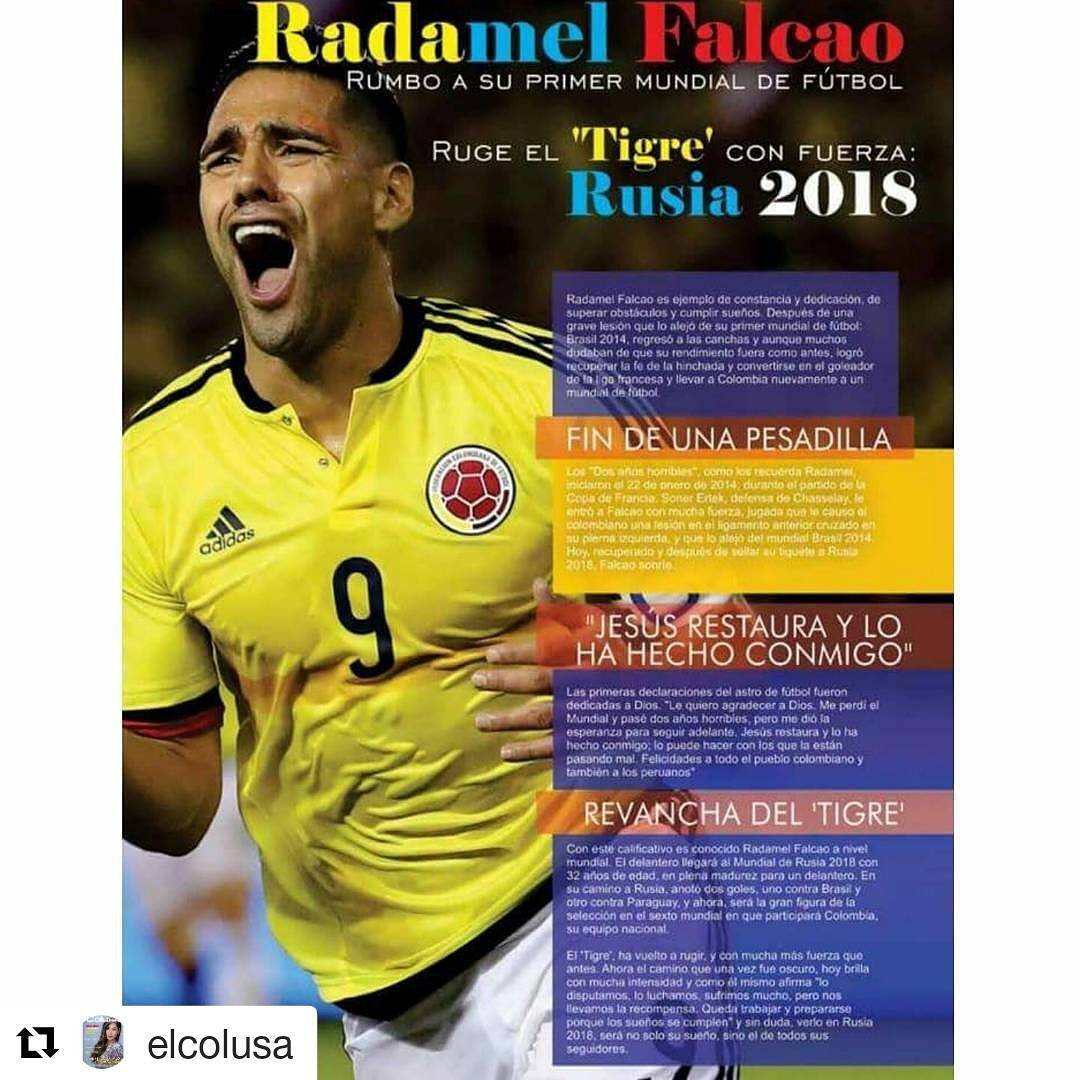 Radamel Falcao
RUMBO A SU PRIMER MUNDIAL DE FÚTBOL
RUGE EL 'Tigre' CON FUERZA:
Rusia 2018
Radamel Falcao es ejemplo de constancia y dedicación, de
superar obstáculos y cumplir sueños. Después de una
grave lesión que lo alejó de su primer mundial de fútbol:
Brasil 2014, regresó a las canchas y aunque muchos
dudaban de que su rendimiento fuera como antes, logró
recuperar la fe de la hinchada y convertirse en el goleador
de la liga francesa y llevar a Colombia nuevamente a un
mundial de fútbol.
FIN DE UNA PESADILLA
Los "Dos años horribles", como los recuerda Radamel,
iniciaron el 22 de enero de 2014, durante el partido de la
Copa de Francia. Soner Ertek, defensa de Chasselay, le
entró a Falcao con mucha fuerza, jugada que le causo al
colombiano una lesión en el ligamento anterior cruzado en
su pierna izquierda, y que lo alejó del mundial Brasil 2014.
Hoy, recuperado y después de sellar su tiquete a Rusia
2018, Falcao sonríe.
"JESÚS RESTAURA Y LO
HA HECHO CONMIGO"
Las primeras declaraciones del astro de fútbol fueron
dedicadas a Dios. "Le quiero agradecer a Dios. Me perdí el
Mundial y pasé dos años horribles, pero me dió la
esperanza para seguir adelante. Jesús restaura y lo ha
hecho conmigo; lo puede hacer con los que la están
pasando mal. Felicidades a todo el pueblo colombiano y
también a los peruanos"
REVANCHA DEL 'TIGRE'
Con este calificativo es conocido Radamel Falcao a nivel
mundial. El delantero llegará al Mundial de Rusia 2018 con
32 años de edad, en plena madurez para un delantero. En
su camino a Rusia, anotó dos goles, uno contra Brasil y
otro contra Paraguay, y ahora, será la gran figura de la
selección en el sexto mundial en que participará Colombia,
su equipo nacional.
El 'Tigre', ha vuelto a rugir, y con mucha más fuerza que
antes. Ahora el camino que una vez fue oscuro, hoy brilla
con mucha intensidad y como él mismo afirma "lo
disputamos, lo luchamos, sufrimos mucho, pero nos
llevamos la recompensa. Queda trabajar y prepararse
porque los sueños se cumplen" y sin duda, verlo en Rusia
2018, será no solo su sueño, sino el de todos sus
seguidores.
adidas
FEDERACIÓN COLOMBIANA DE FÚTBOL
9
elcolusa